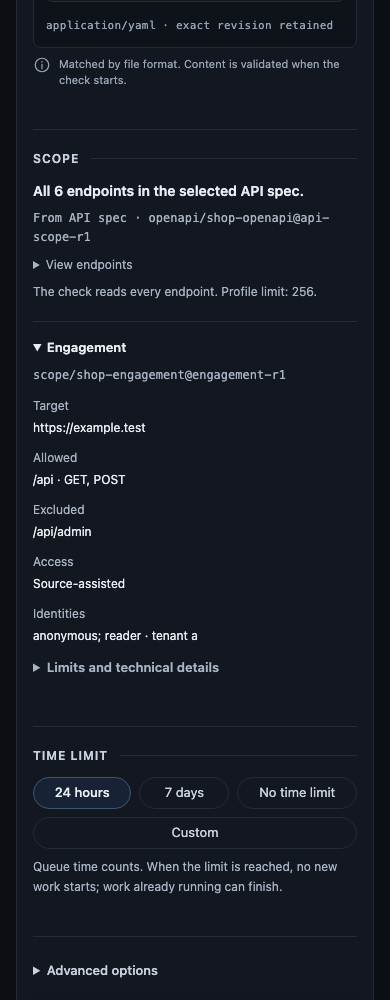 application/yaml · exact revision retained
Matched by file format. Content is validated when the
check starts.
SCOPE
All 6 endpoints in the selected API spec.
From API spec · openapi/shop-openapi@api-
scope-r1
View endpoints
The check reads every endpoint. Profile limit: 256.
Engagement
scope/shop-engagement@engagement-r1
Target
https://example.test
Allowed
/api · GET, POST
Excluded
/api/admin
Access
Source-assisted
Identities
anonymous; reader · tenant a
Limits and technical details
TIME LIMIT
24 hours
7 days
No time limit
Custom
Queue time counts. When the limit is reached, no new
work starts; work already running can finish.
Advanced options